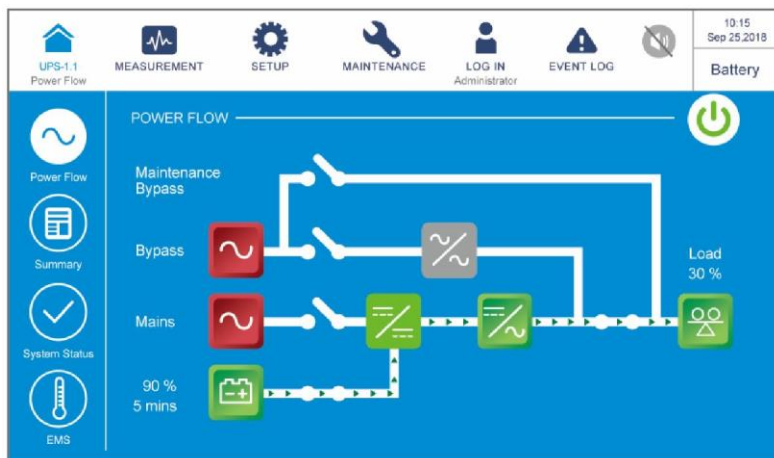 UPS-1.1
Power Flow
MEASUREMENT
SETUP
MAINTENANCE
LOG IN
Administrator
EVENT LOG
10:15
Sep 25,2018
Battery
Power Flow
Summary
System Status
EMS
POWER FLOW
Maintenance
Bypass
Bypass
Mains
90 %
5 mins
Load
30 %